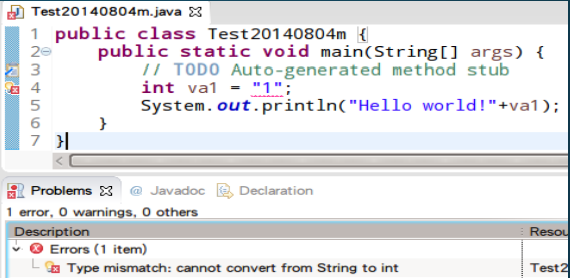 Test20140804m.java
1 public class Test20140804m {
2 public static void main(String[] args) {
3 // TODO Auto-generated method stub
4 int va1 = "1";
5 System.out.println("Hello world!"+va1);
6 }
7 }
Problems @ Javadoc Declaration
1 error, 0 warnings, 0 others
Description Resou
Errors (1 item)
Type mismatch: cannot convert from String to int Test2